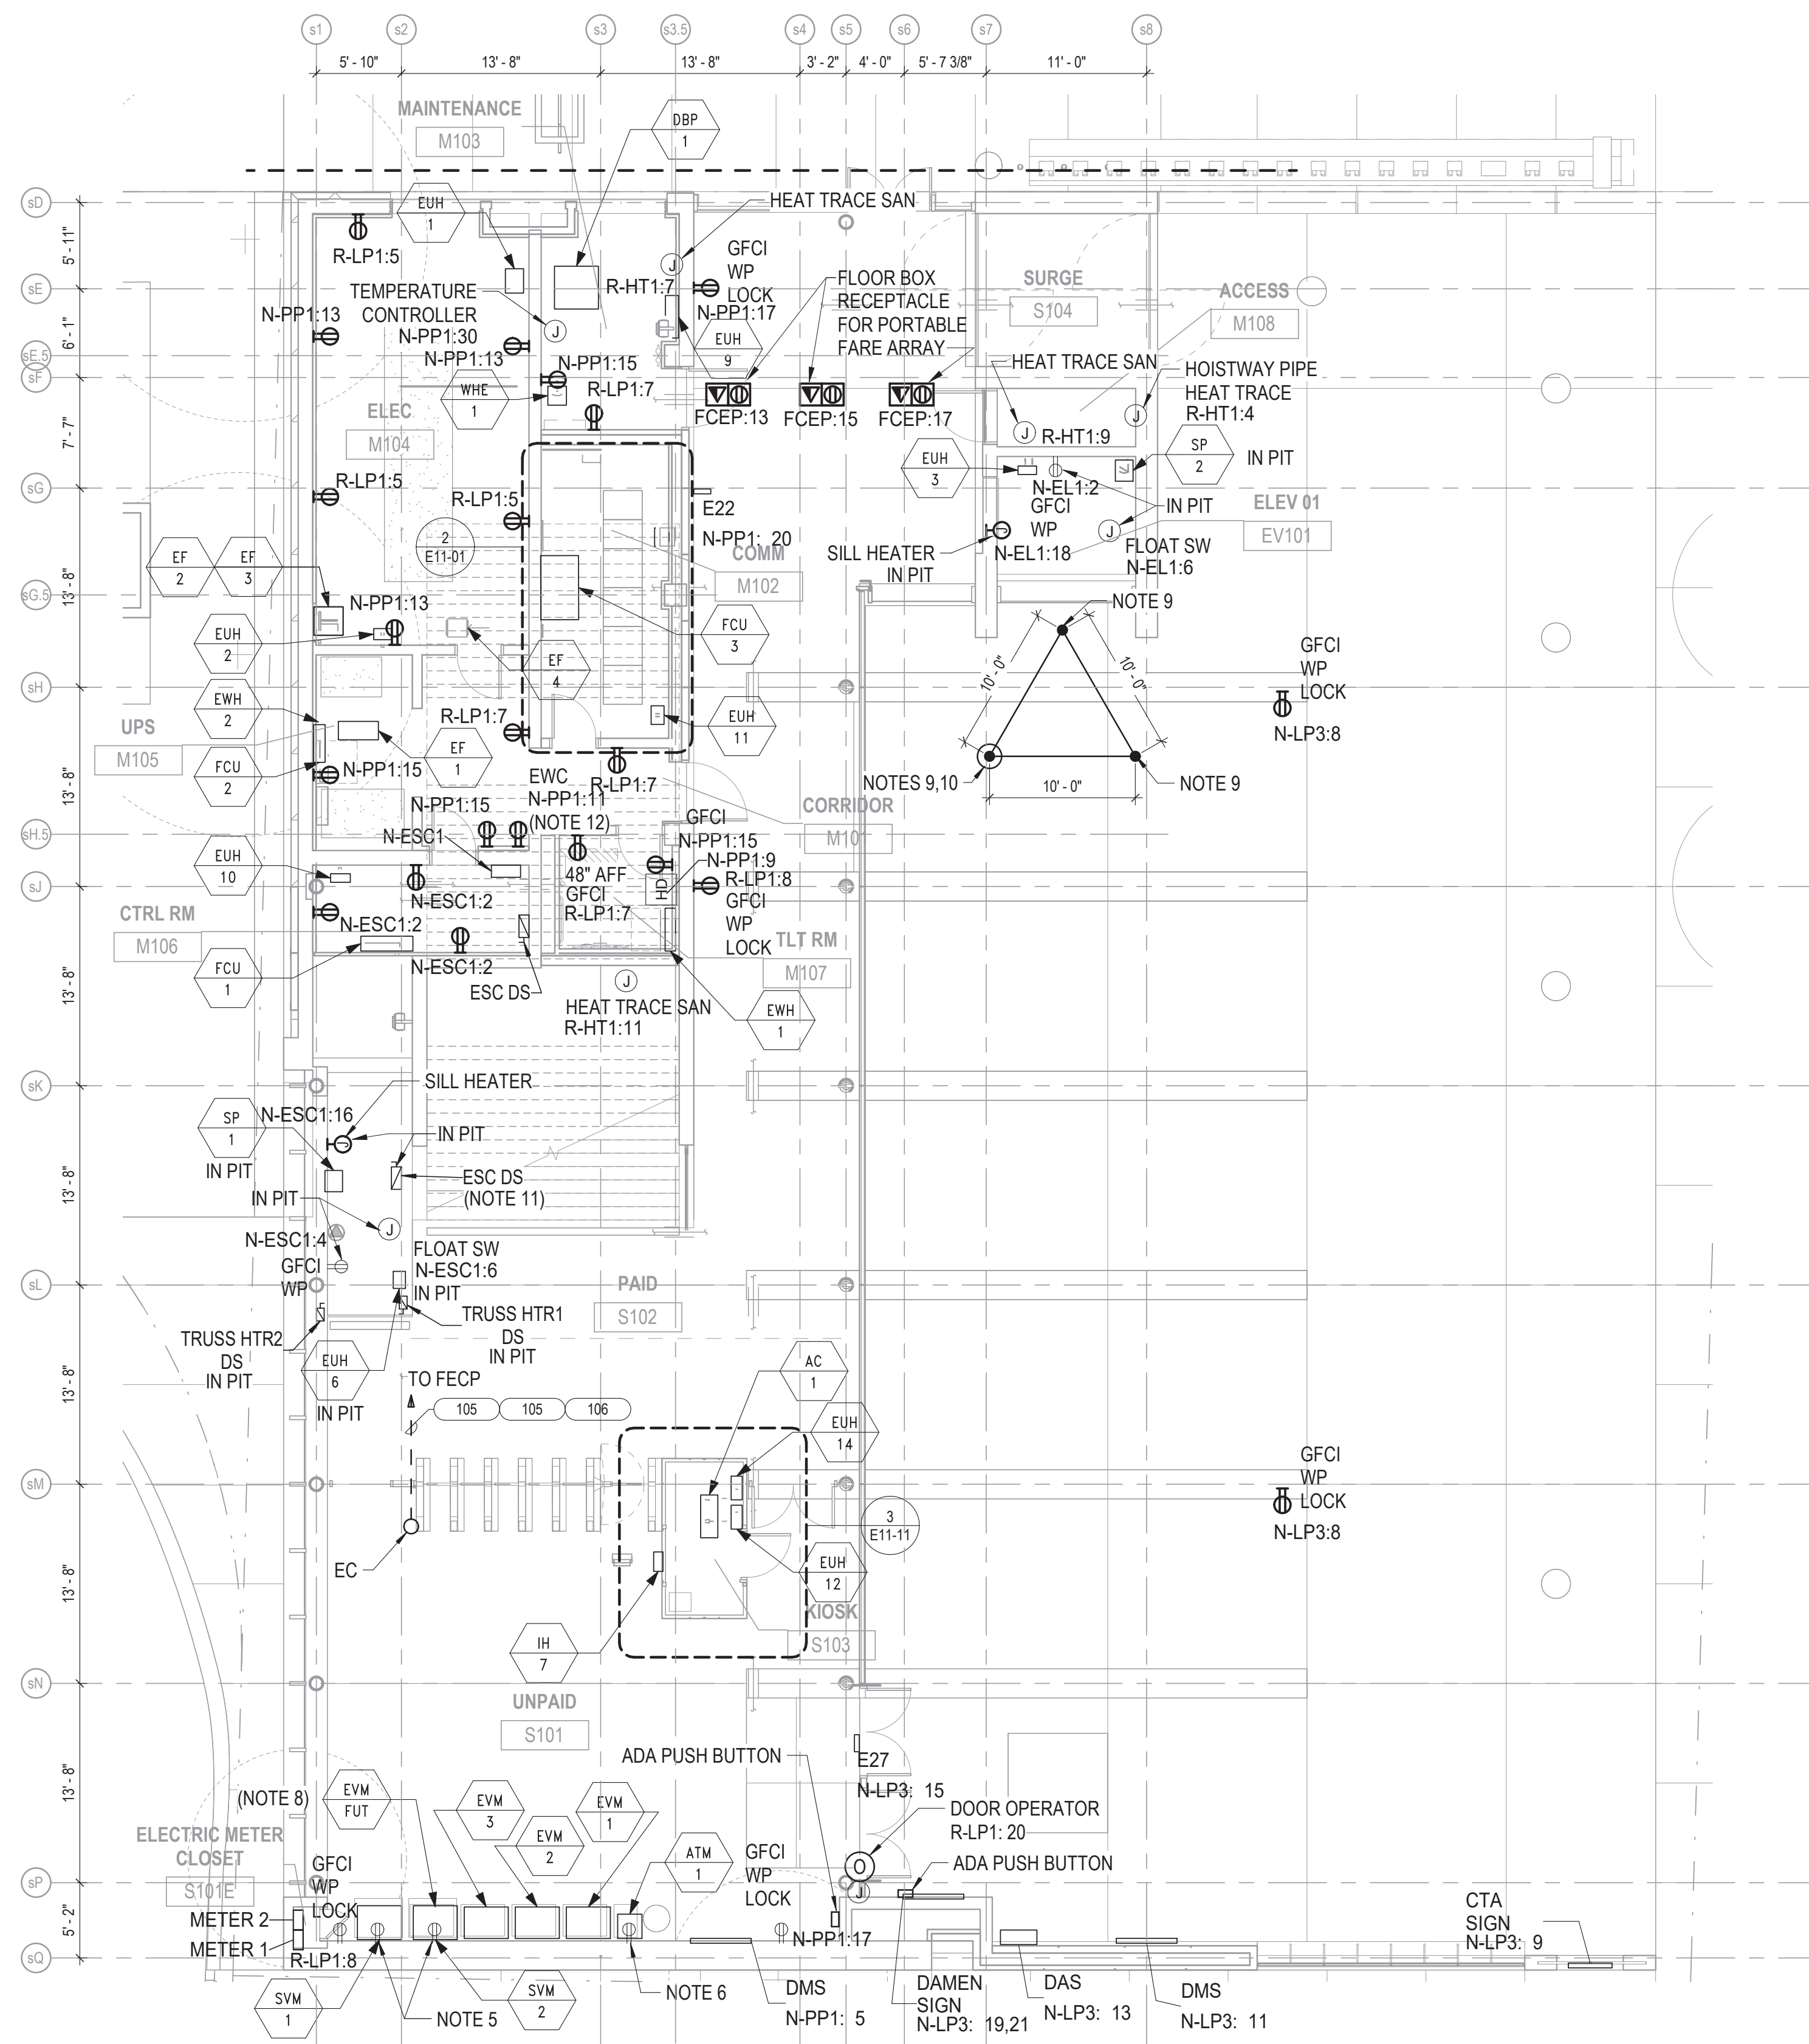 s1
s2
s3
s3.5
s4
s5
s6
s7
s8
5' - 10"
13' - 8"
13' - 8"
3' - 2"
4' - 0"
5' - 7 3/8"
11' - 0"
MAINTENANCE
M103
DBP
1
sD
HEAT TRACE SAN
EUH
1
5' - 11"
R-LP1:5
J
GFCI
WP
LOCK
N-PP1:17
R-HT1:7
FLOOR BOX
RECEPTACLE
FOR PORTABLE
FARE ARRAY
SURGE
S104
ACCESS
M108
sE
TEMPERATURE
CONTROLLER
N-PP1:30
N-PP1:13
N-PP1:13
J
6' - 1"
EUH
9
sE.5
sF
N-PP1:15
R-LP1:7
HEAT TRACE SAN
HOISTWAY PIPE
HEAT TRACE
R-HT1:4
WHE
1
ELEC
M104
FCEP:13
FCEP:15
FCEP:17
J
R-HT1:9
J
7' - 7"
SP
2
IN PIT
EUH
3
sG
R-LP1:5
R-LP1:5
E22
N-PP1: 20
N-EL1:2
GFCI
WP
IN PIT
ELEV 01
EV101
2
E11-01
COMM
M102
SILL HEATER
IN PIT
N-EL1:18
J
FLOAT SW
N-EL1:6
EF
2
EF
3
sG.5
13' - 8"
N-PP1:13
NOTE 9
EUH
2
FCU
3
EF
4
10' - 0"
10' - 0"
GFCI
WP
LOCK
N-LP3:8
sH
EWH
2
UPS
M105
R-LP1:7
EUH
11
EF
1
FCU
2
N-PP1:15
NOTES 9,10
10' - 0"
NOTE 9
13' - 8"
EWC
N-PP1:11
(NOTE 12)
R-LP1:7
N-PP1:15
CORRIDOR
M101
sH.5
N-ESC1
GFCI
N-PP1:15
N-PP1:9
R-LP1:8
GFCI
WP
LOCK
EUH
10
48" AFF
GFCI
R-LP1:7
HD
sJ
N-ESC1:2
CTRL RM
M106
N-ESC1:2
N-ESC1:2
TLT RM
M107
FCU
1
13' - 8"
ESC DS
J
HEAT TRACE SAN
R-HT1:11
EWH
1
sK
SILL HEATER
N-ESC1:16
SP
1
IN PIT
IN PIT
13' - 8"
ESC DS
(NOTE 11)
IN PIT
J
N-ESC1:4
GFCI
WP
FLOAT SW
N-ESC1:6
IN PIT
sL
PAID
S102
TRUSS HTR1
DS
IN PIT
TRUSS HTR2
DS
IN PIT
EUH
6
IN PIT
13' - 8"
TO FECP
105
105
106
AC
1
EUH
14
sM
GFCI
WP
LOCK
N-LP3:8
3
E11-11
EC
EUH
12
13' - 8"
KIOSK
S103
IH
7
sN
UNPAID
S101
ADA PUSH BUTTON
E27
N-LP3: 15
13' - 8"
(NOTE 8)
EVM
FUT
EVM
3
EVM
2
EVM
1
DOOR OPERATOR
R-LP1: 20
ELECTRIC METER
CLOSET
S101E
GFCI
WP
LOCK
ATM
1
GFCI
WP
LOCK
O
J
ADA PUSH BUTTON
sP
METER 2
METER 1
R-LP1:8
5' - 2"
N-PP1:17
CTA
SIGN
N-LP3: 9
sQ
SVM
1
NOTE 5
SVM
2
NOTE 6
DMS
N-PP1: 5
DAMEN
SIGN
N-LP3: 19,21
DAS
N-LP3: 13
DMS
N-LP3: 11